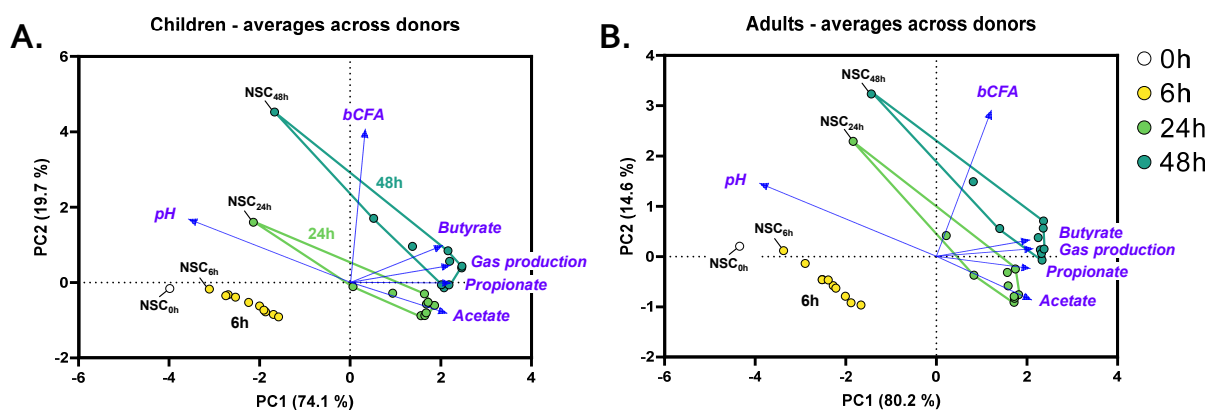 A.
Children - averages across donors
6
4
2
0
-2
-6
-4
-2
0
2
4
PC2 (19.7 %)
PC1 (74.1 %)
NSC48h
bCFA
48h
NSC24h
pH
24h
Butyrate
NSC6h
Gas production
Propionate
NSC0h
6h
Acetate
B.
Adults - averages across donors
4
3
2
1
0
-1
-2
-6
-4
-2
0
2
4
PC2 (14.6 %)
PC1 (80.2 %)
NSC48h
bCFA
NSC24h
pH
NSC6h
Butyrate
Gas production
NSC0h
Propionate
6h
Acetate
0h
6h
24h
48h